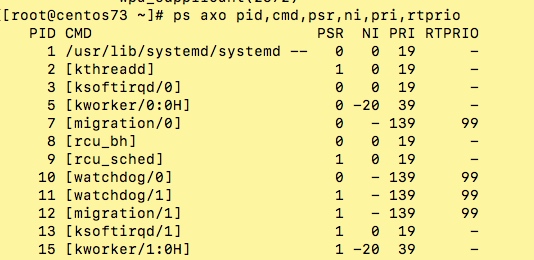 [[root@centos73 ~]# ps axo pid,cmd,psr,ni,pri,rtprio
PID CMD PSR NI PRI RTPRIO
1 /usr/lib/systemd/systemd -- 0 0 19 -
2 [kthreadd] 1 0 19 -
3 [ksoftirqd/0] 0 0 19 -
5 [kworker/0:0H] 0 -20 39 -
7 [migration/0] 0 - 139 99
8 [rcu_bh] 0 0 19 -
9 [rcu_sched] 1 0 19 -
10 [watchdog/0] 0 - 139 99
11 [watchdog/1] 1 - 139 99
12 [migration/1] 1 - 139 99
13 [ksoftirqd/1] 1 0 19 -
15 [kworker/1:0H] 1 -20 39 -